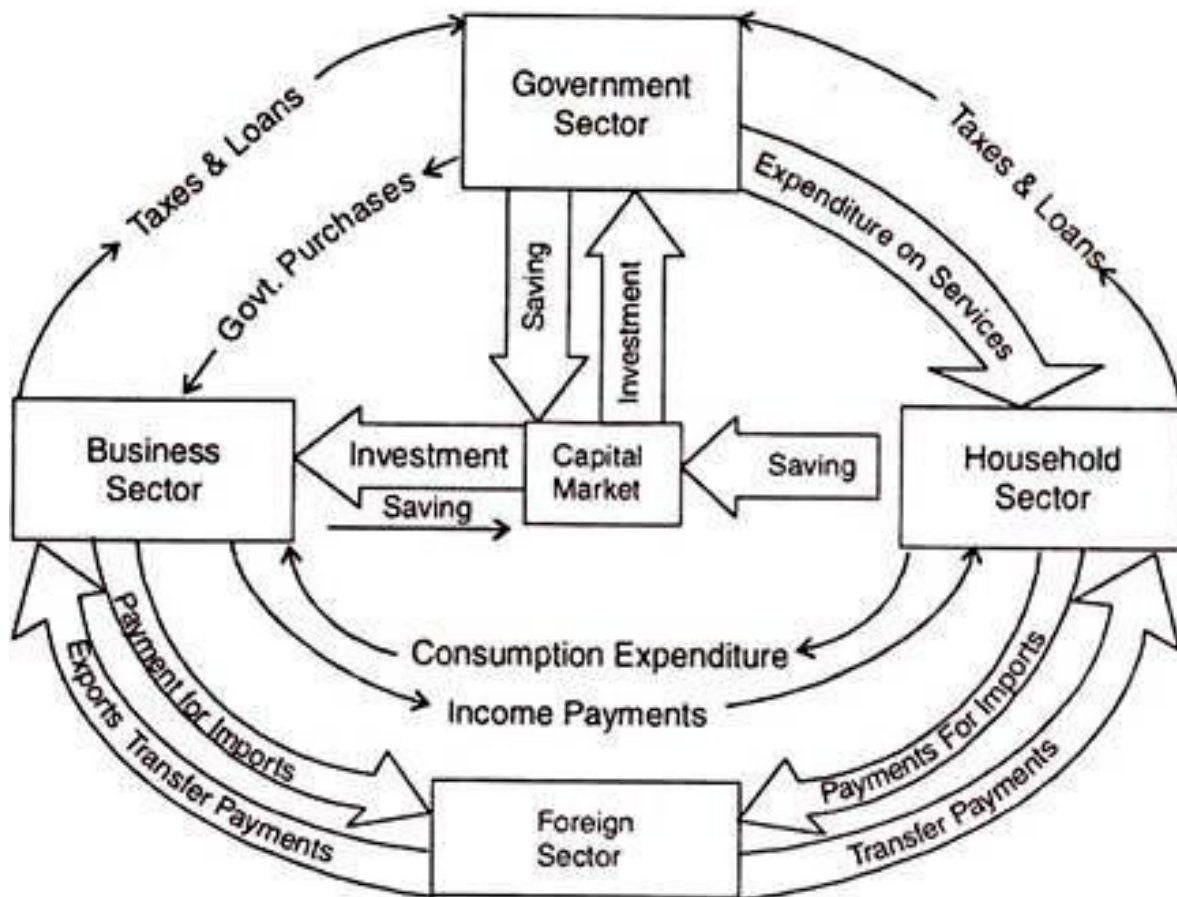 Government
Sector
Taxes & Loans
Taxes & Loans
Govt. Purchases
Expenditure on Services
Saving
Investment
Business
Sector
Investment
Saving
Capital
Market
Saving
Household
Sector
Consumption Expenditure
Income Payments
Payment for Imports
Exports Transfer Payments
Payments For Imports
Transfer Payments
Foreign
Sector